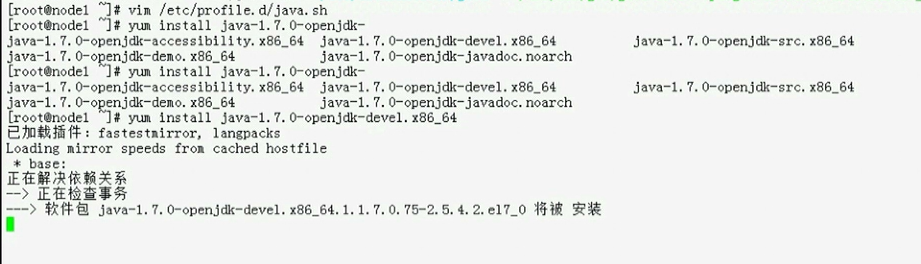 [root@node1 ~]# vim /etc/profile.d/java.sh
[root@node1 ~]# yum install java-1.7.0-openjdk-
java-1.7.0-openjdk-accessibility.x86_64  java-1.7.0-openjdk-devel.x86_64          java-1.7.0-openjdk-src.x86_64
java-1.7.0-openjdk-demo.x86_64           java-1.7.0-openjdk-javadoc.noarch
[root@node1 ~]# yum install java-1.7.0-openjdk-
java-1.7.0-openjdk-accessibility.x86_64  java-1.7.0-openjdk-devel.x86_64          java-1.7.0-openjdk-src.x86_64
java-1.7.0-openjdk-demo.x86_64           java-1.7.0-openjdk-javadoc.noarch
[root@node1 ~]# yum install java-1.7.0-openjdk-devel.x86_64
已加载插件：fastestmirror, langpacks
Loading mirror speeds from cached hostfile
 * base:
正在解决依赖关系
--> 正在检查事务
---> 软件包 java-1.7.0-openjdk-devel.x86_64.1.1.7.0.75-2.5.4.2.el7_0 将被 安装